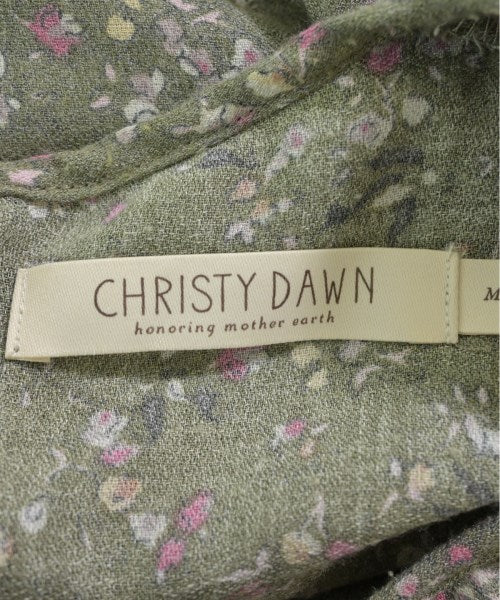 CHRISTY DAWN
honoring mother earth
M